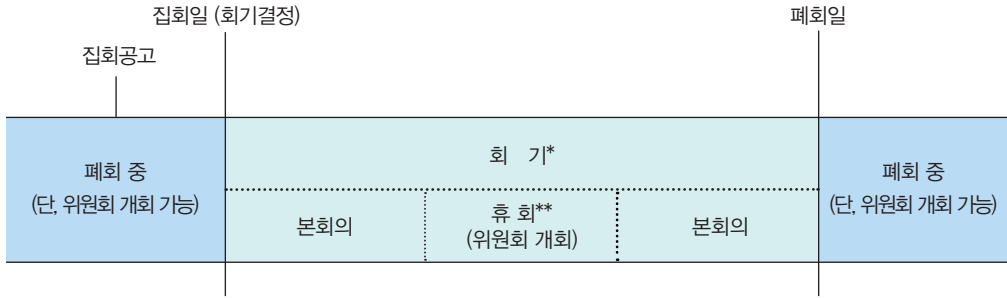 집회일 (회기결정)
폐회일
집회공고
폐회 중
(단, 위원회 개회 가능)
회 기*
본회의
휴 회**
(위원회 개회)
본회의
폐회 중
(단, 위원회 개회 가능)